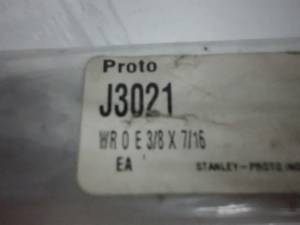 Proto
J3021
WR O E 3/8 X 7/16
EA STANLEY-PROTO IND